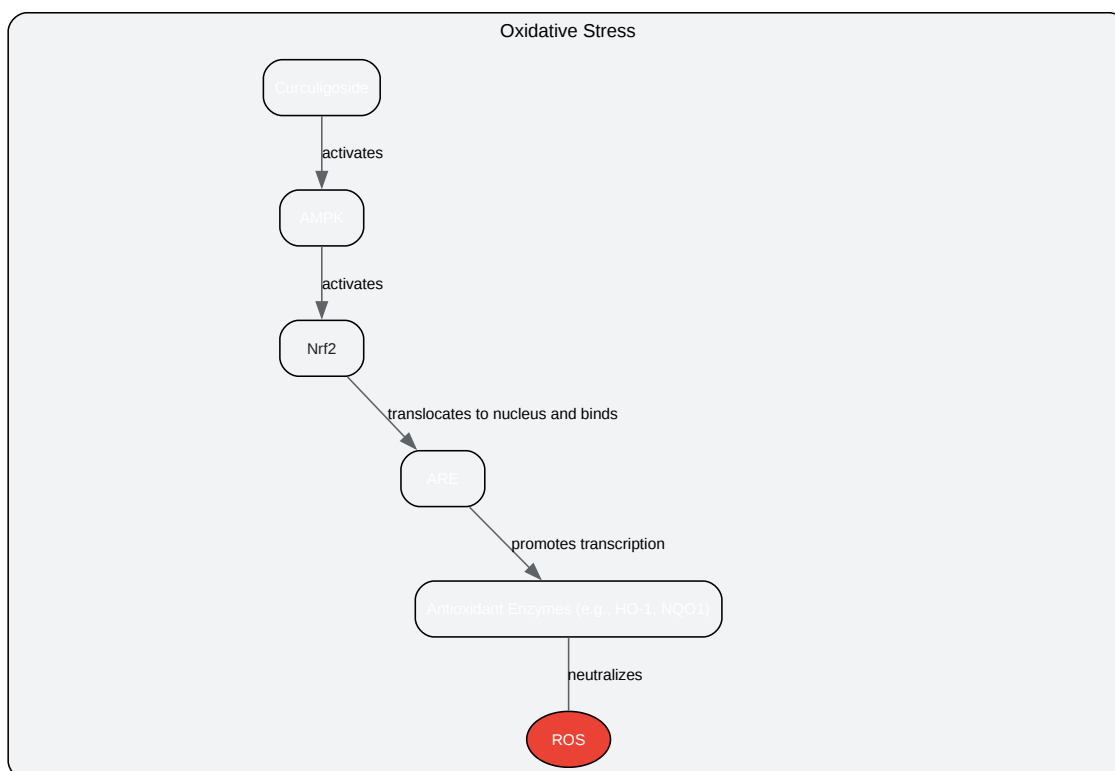 Oxidative Stress
Curculigoside
activates
AMPK
activates
Nrf2
translocates to nucleus and binds
ARE
promotes transcription
Antioxidant Enzymes (e.g., HO-1, NQO1)
neutralizes
ROS